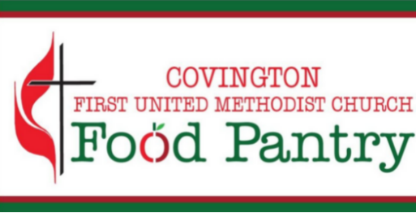 COVINGTON
FIRST UNITED METHODIST CHURCH
Food Pantry